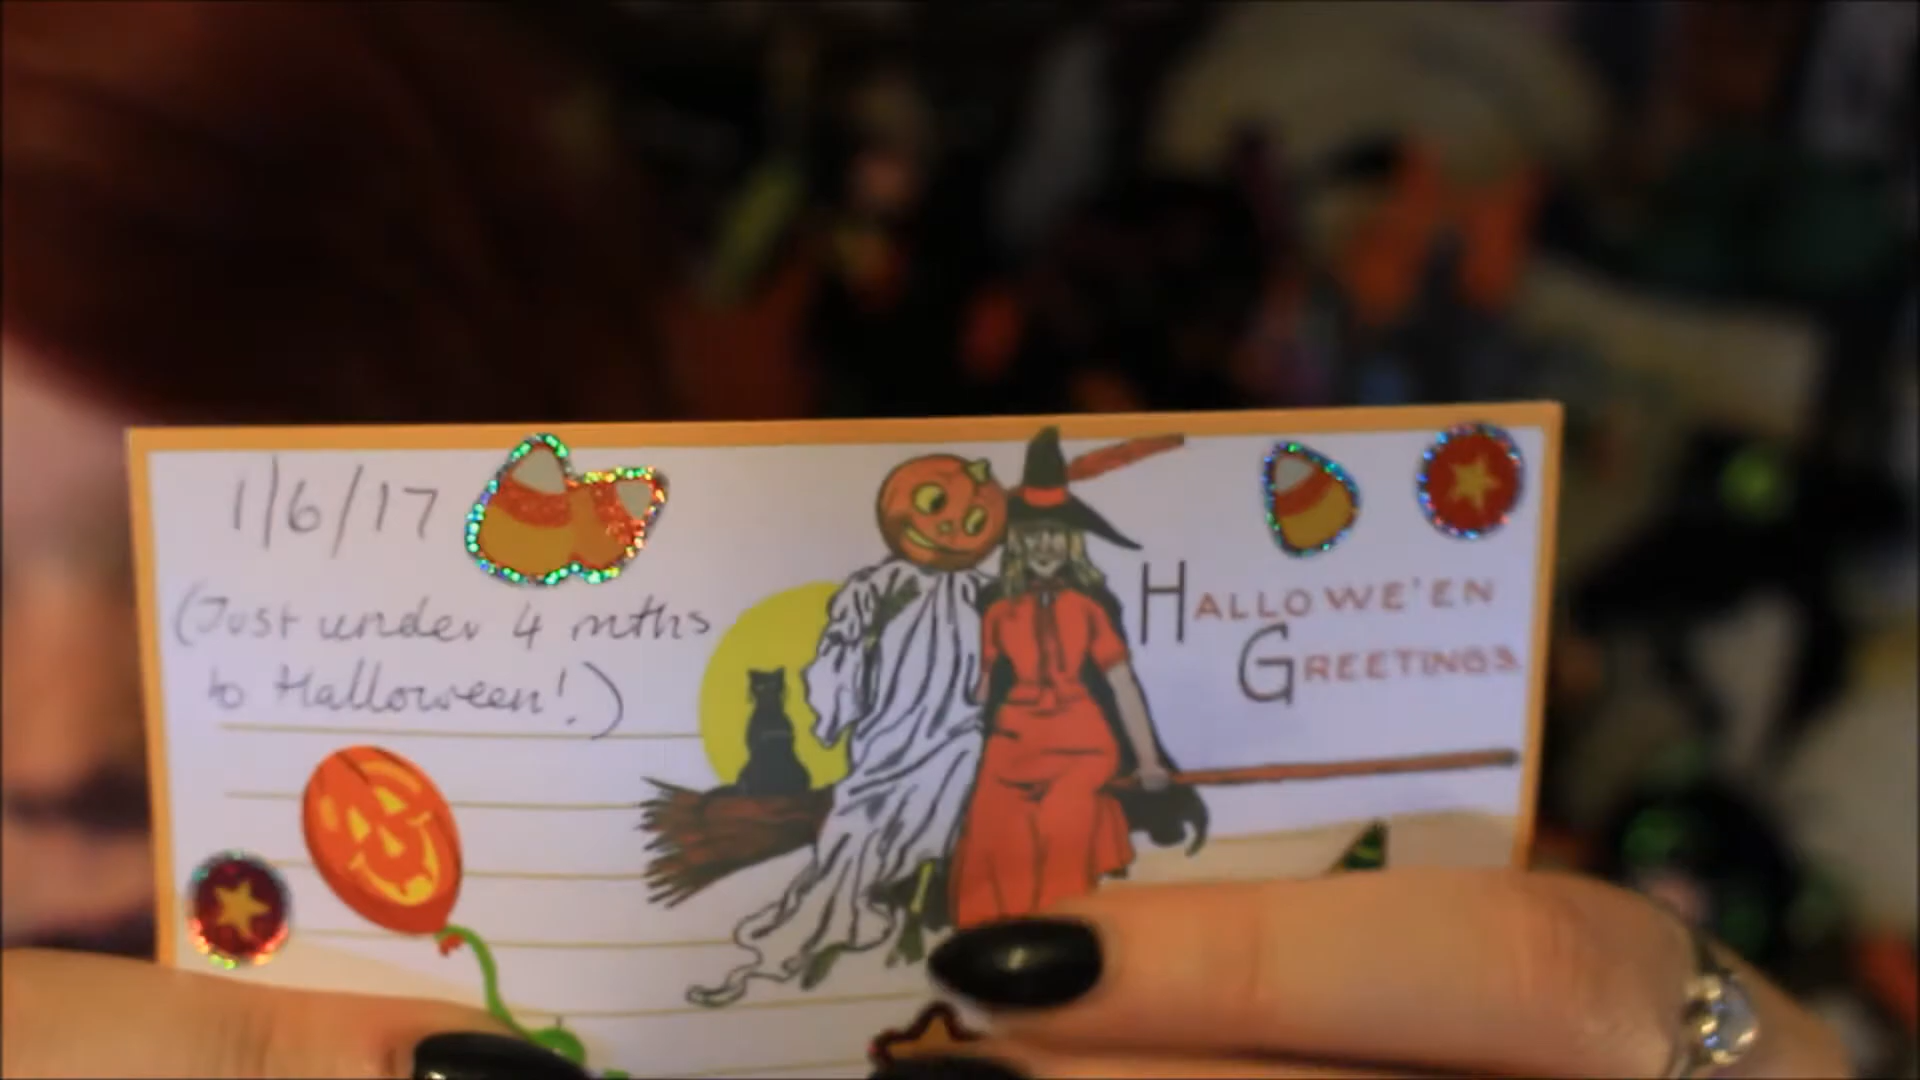 1/6/17
(Just under 4 mths
to Halloween!)
HALLOWE'EN
GREETINGS